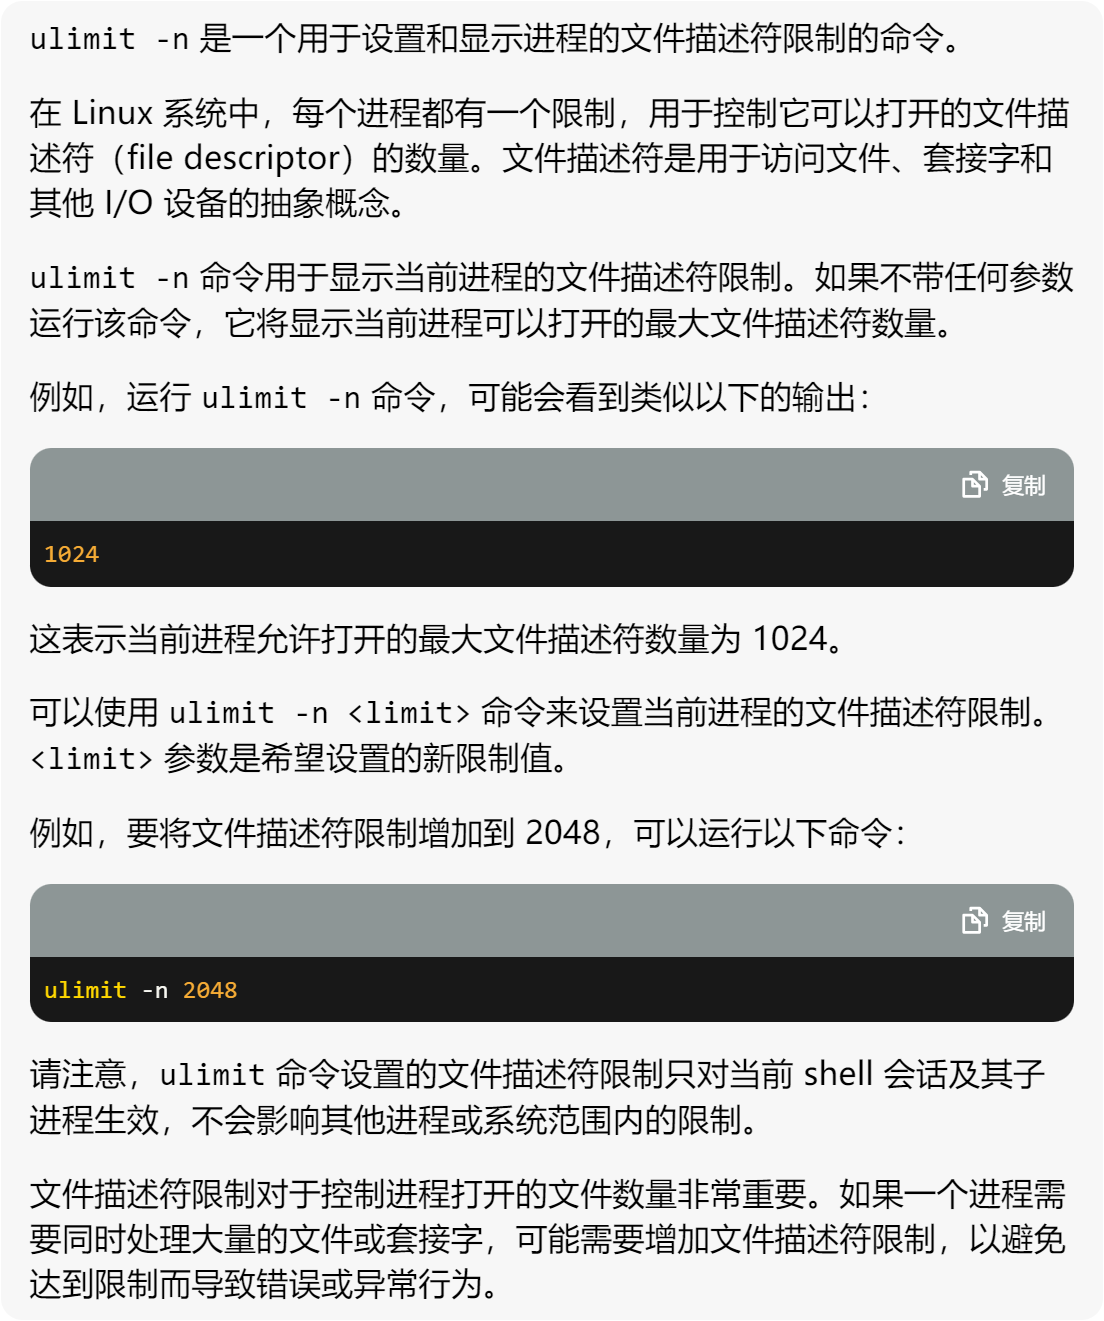 ulimit -n 是一个用于设置和显示进程的文件描述符限制的命令。
在 Linux 系统中，每个进程都有一个限制，用于控制它可以打开的文件描
述符（file descriptor）的数量。文件描述符是用于访问文件、套接字和
其他 I/O 设备的抽象概念。
ulimit -n 命令用于显示当前进程的文件描述符限制。如果不带任何参数
运行该命令，它将显示当前进程可以打开的最大文件描述符数量。
例如，运行 ulimit -n 命令，可能会看到类似以下的输出：
复制
1024
这表示当前进程允许打开的最大文件描述符数量为 1024。
可以使用 ulimit -n <limit> 命令来设置当前进程的文件描述符限制。
<limit> 参数是希望设置的新限制值。
例如，要将文件描述符限制增加到 2048，可以运行以下命令：
复制
ulimit -n 2048
请注意，ulimit 命令设置的文件描述符限制只对当前 shell 会话及其子
进程生效，不会影响其他进程或系统范围内的限制。
文件描述符限制对于控制进程打开的文件数量非常重要。如果一个进程需
要同时处理大量的文件或套接字，可能需要增加文件描述符限制，以避免
达到限制而导致错误或异常行为。